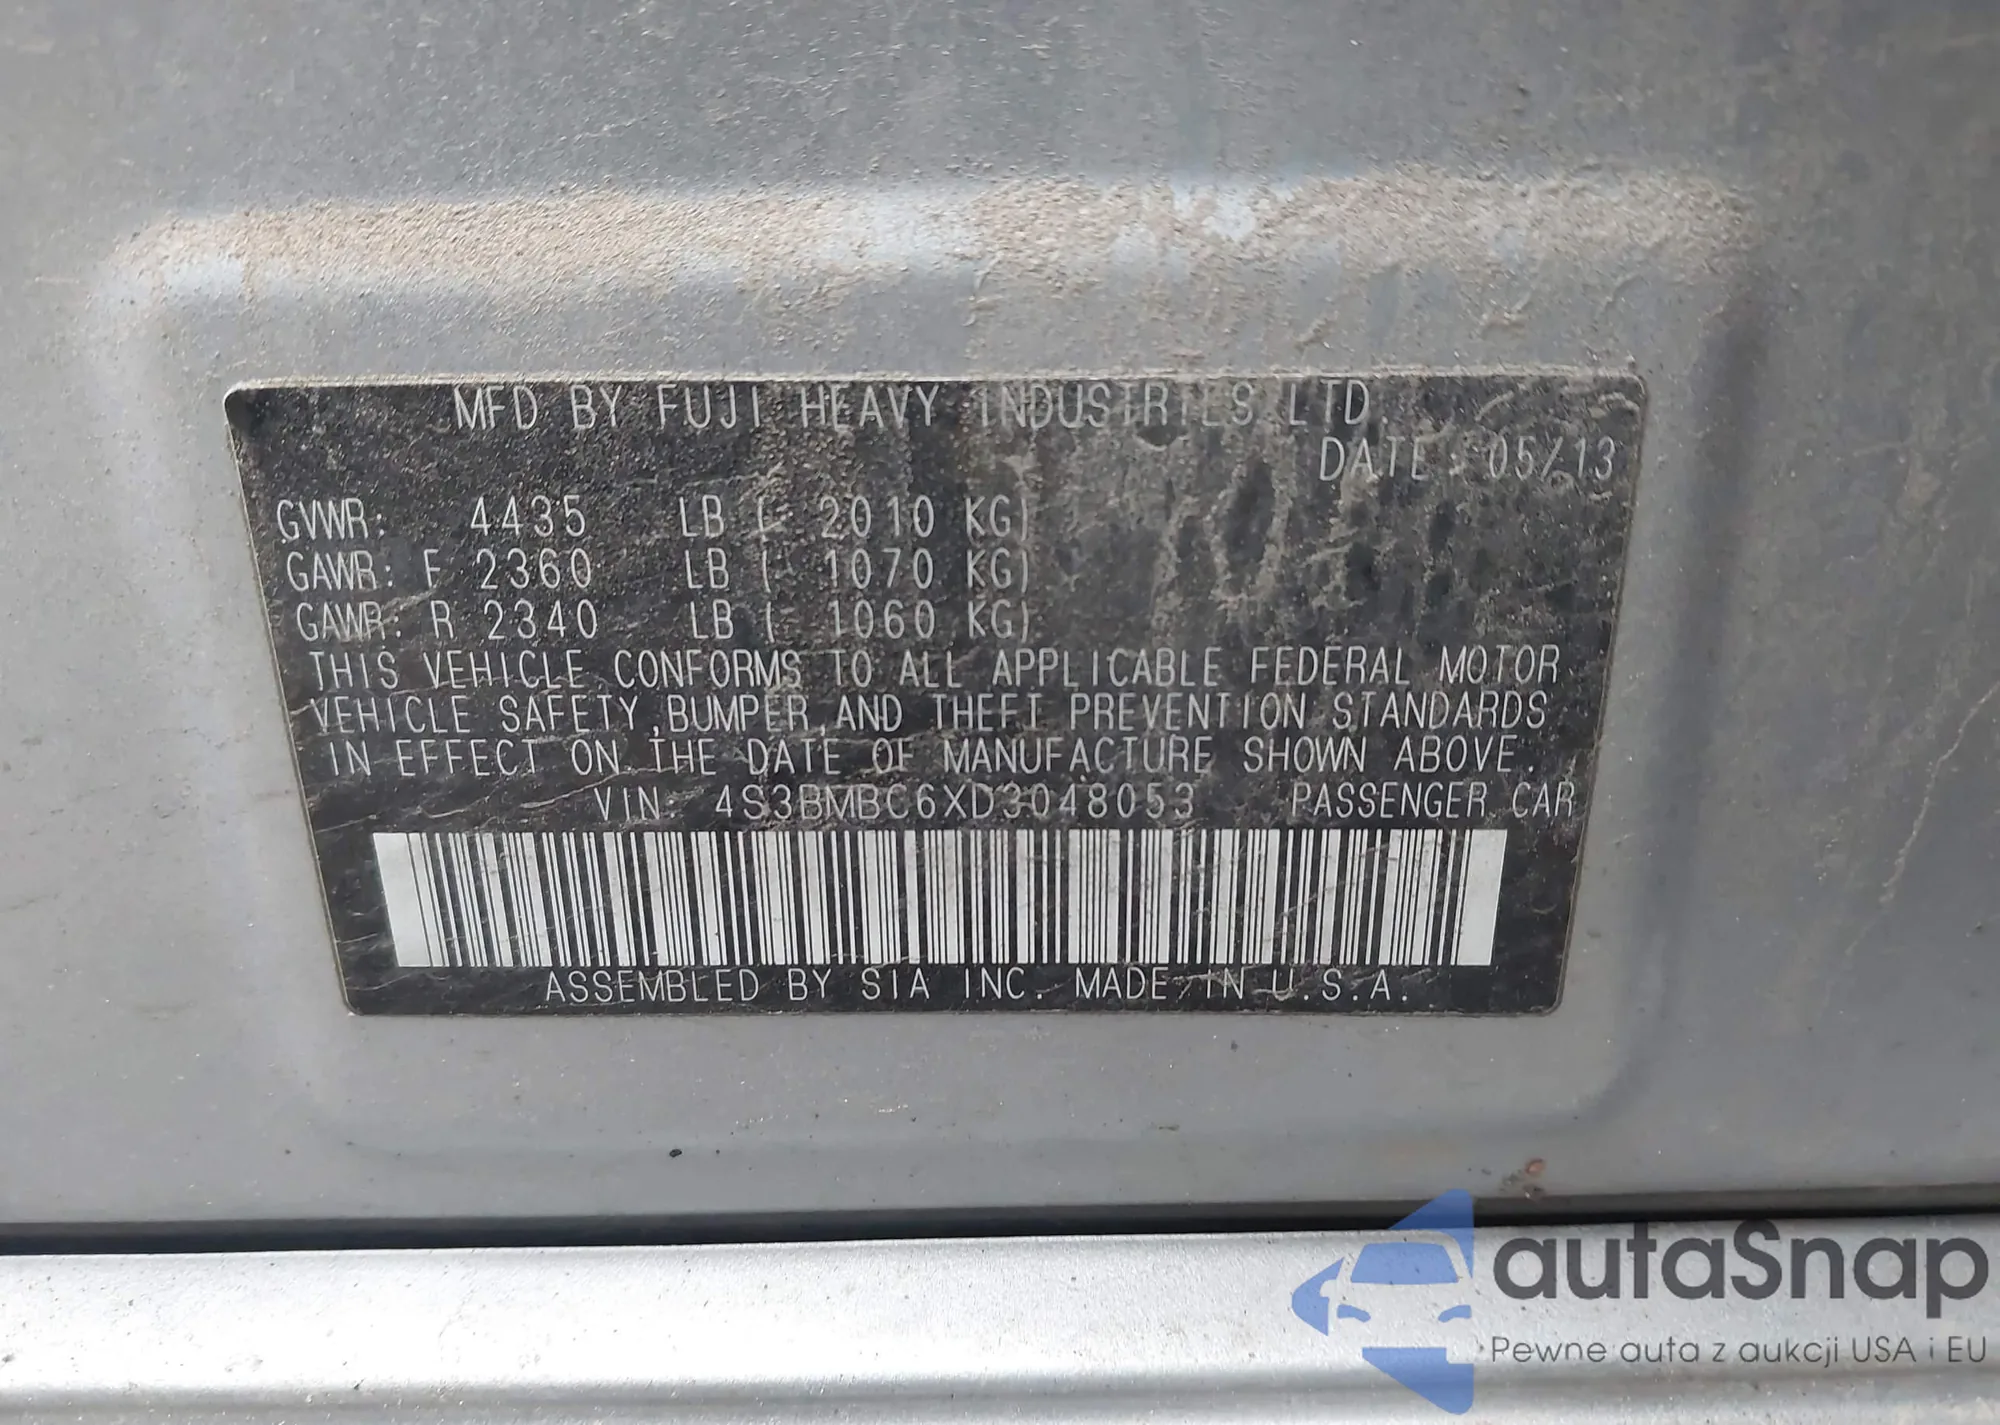 MFD BY FUJI HEAVY INDUSTRIES LTD.
DATE: 05/13
GVWR: 4435 LB ( 2010 KG)
GAWR: F 2360 LB ( 1070 KG)
GAWR: R 2340 LB ( 1060 KG)
THIS VEHICLE CONFORMS TO ALL APPLICABLE FEDERAL MOTOR
VEHICLE SAFETY,BUMPER,AND THEFT PREVENTION STANDARDS
IN EFFECT ON THE DATE OF MANUFACTURE SHOWN ABOVE.
VIN: 4S3BMBC6XD3048053 PASSENGER CAR
ASSEMBLED BY SIA INC. MADE IN U.S.A.
autaSnap
Pewne auta z aukcji USA i EU